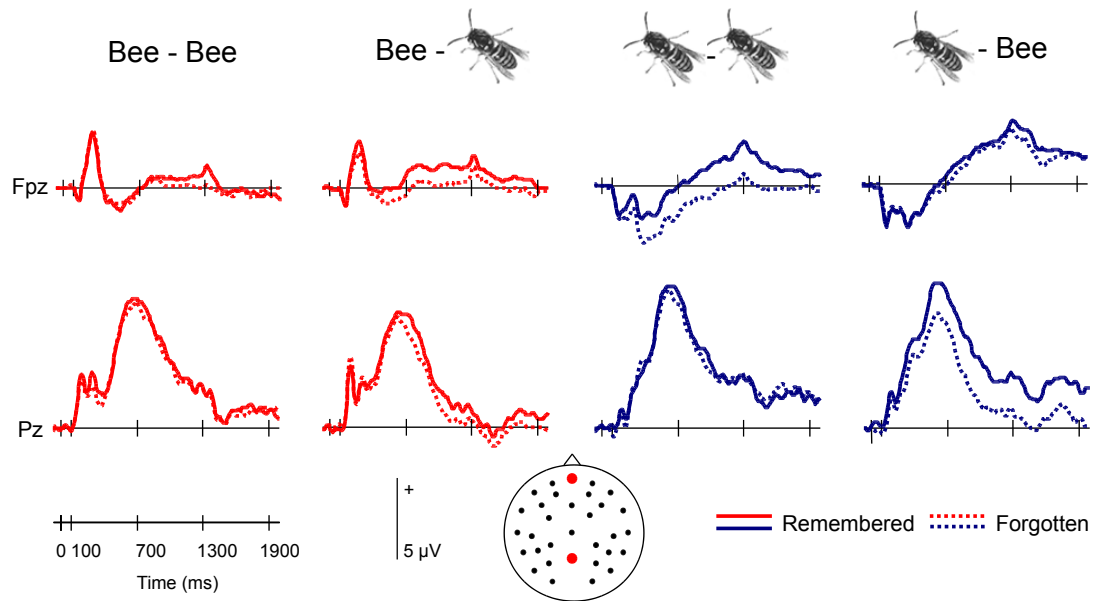 Bee - Bee
Bee -
-
- Bee
Fpz
Pz
+
5 μV
0 100 700 1300 1900
Time (ms)
Remembered
Forgotten